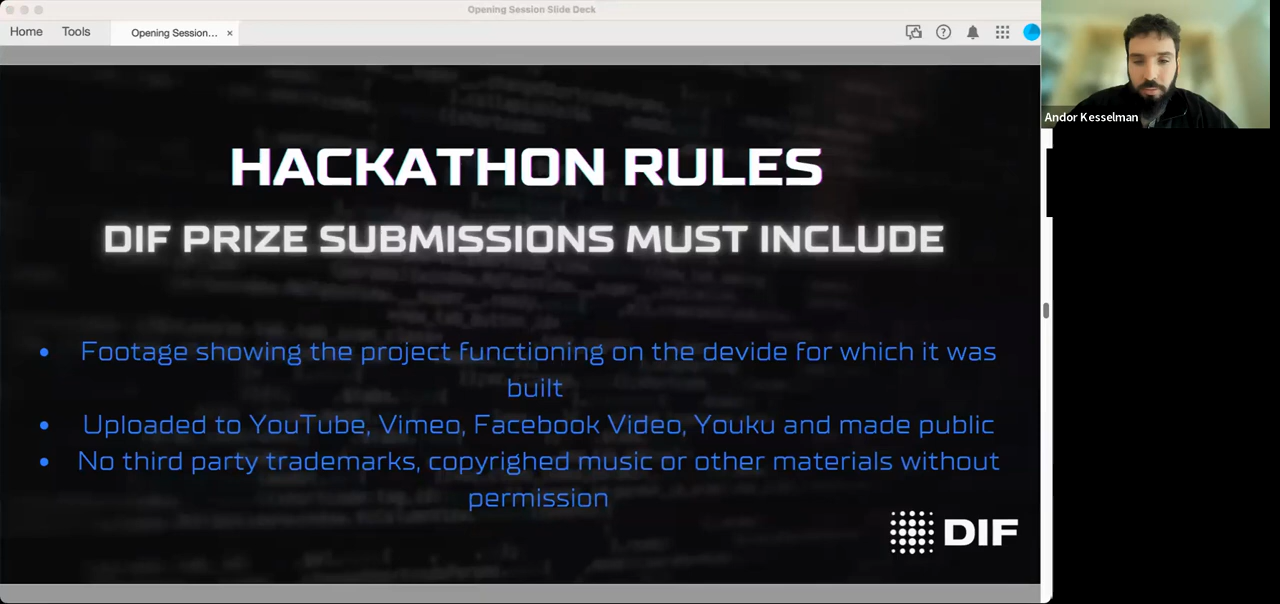 Opening Session Slide Deck
Home Tools Opening Session... ×
Andor Kesselman
HACKATHON RULES
DIF PRIZE SUBMISSIONS MUST INCLUDE
• Footage showing the project functioning on the devide for which it was
built
• Uploaded to YouTube, Vimeo, Facebook Video, Youku and made public
• No third party trademarks, copyrighed music or other materials without
permission
DIF